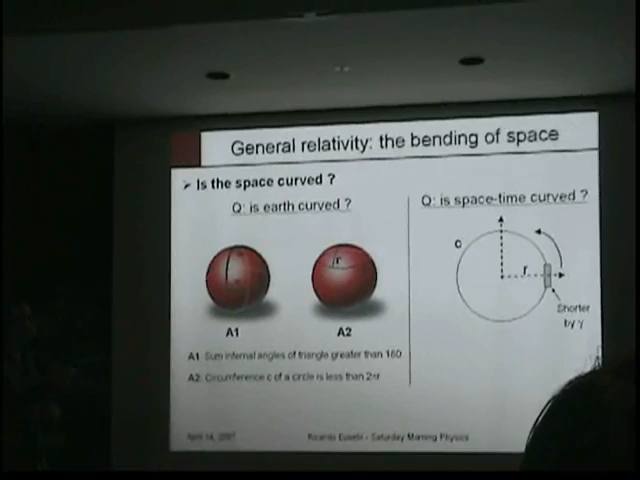 General relativity: the bending of space
➢ Is the space curved ?
Q: is earth curved ?
Q: is space-time curved ?
c
r
r
Shorter
by γ
A1
A2
A1: Sum internal angles of triangle greater than 180
A2: Circumference c of a circle is less than 2πr
April 14, 2007
Ricardo Eusebi - Saturday Morning Physics